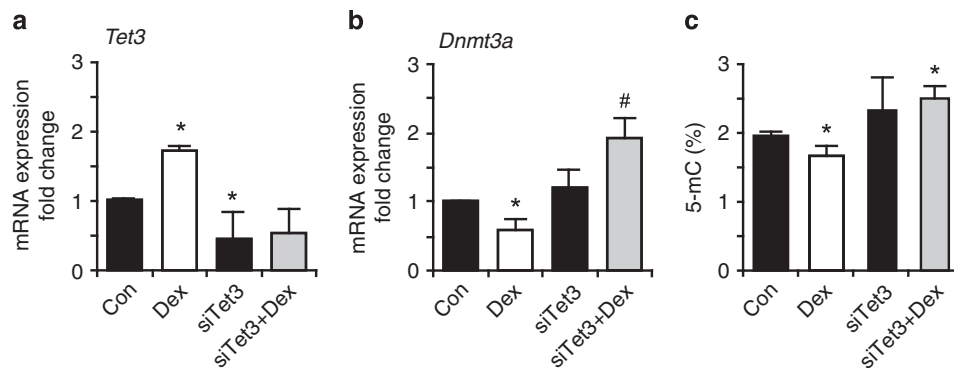 a
Tet3
mRNA expression
fold change
3
2
1
0
*
*
Con
Dex
siTet3
siTet3+Dex
b
Dnmt3a
mRNA expression
fold change
3
2
1
0
*
#
Con
Dex
siTet3
siTet3+Dex
c
5-mC (%)
3
2
1
0
*
*
Con
Dex
siTet3
siTet3+Dex